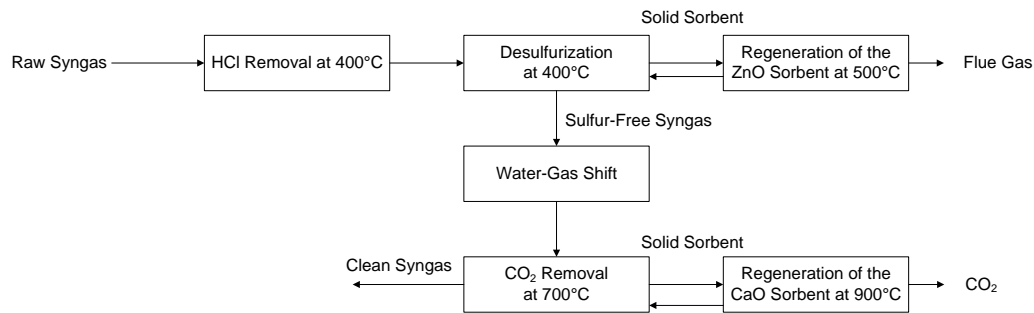 Solid Sorbent
Raw Syngas
HCl Removal at 400°C
Desulfurization
at 400°C
Regeneration of the
ZnO Sorbent at 500°C
Flue Gas
Sulfur-Free Syngas
Water-Gas Shift
Solid Sorbent
Clean Syngas
CO₂ Removal
at 700°C
Regeneration of the
CaO Sorbent at 900°C
CO₂